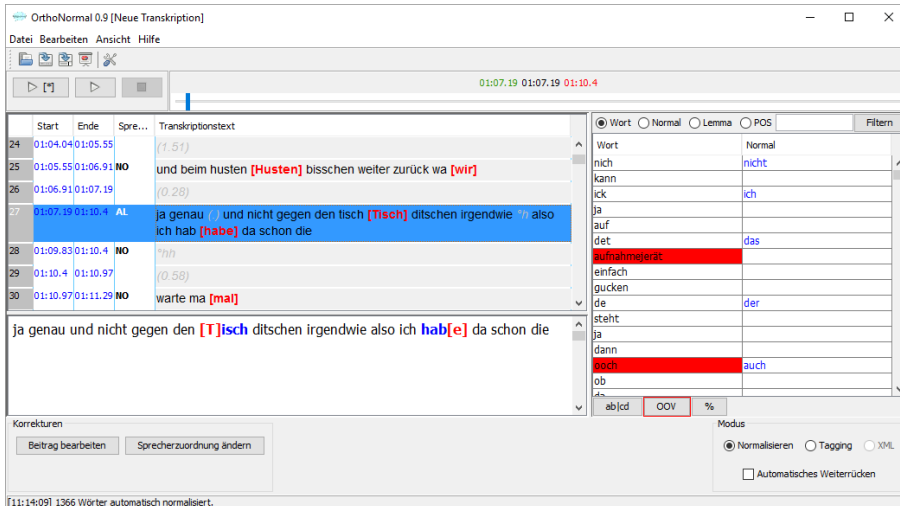 OrthoNormal 0.9 [Neue Transkription]
Datei Bearbeiten Ansicht Hilfe
[*]
01:07.19 01:07.19 01:10.4
Start Ende Spre... Transkriptionstext
24 01:04.04 01:05.55 (1.51)
25 01:05.55 01:06.91 NO und beim husten [Husten] bisschen weiter zurück wa [wir]
26 01:06.91 01:07.19 (0.28)
27 01:07.19 01:10.4 AL ja genau ( ) und nicht gegen den tisch [Tisch] ditschen irgendwie °h also
ich hab [habe] da schon die
28 01:09.83 01:10.4 NO °hh
29 01:10.4 01:10.97 (0.58)
30 01:10.97 01:11.29 NO warte ma [mal]
ja genau und nicht gegen den [T]isch ditschen irgendwie also ich hab[e] da schon die
Wort Normal Lemma POS Filtern
Wort Normal
nich nicht
kann
ick ich
ja
auf
det das
aufnahmejerät
einfach
gucken
de der
steht
ja
dann
ooch auch
ob
da
ab|cd OOV %
Korrekturen
Beitrag bearbeiten Sprecherzuordnung ändern
Modus
Normalisieren Tagging XML
Automatisches Weiterrücken
[11:14:09] 1366 Wörter automatisch normalisiert.